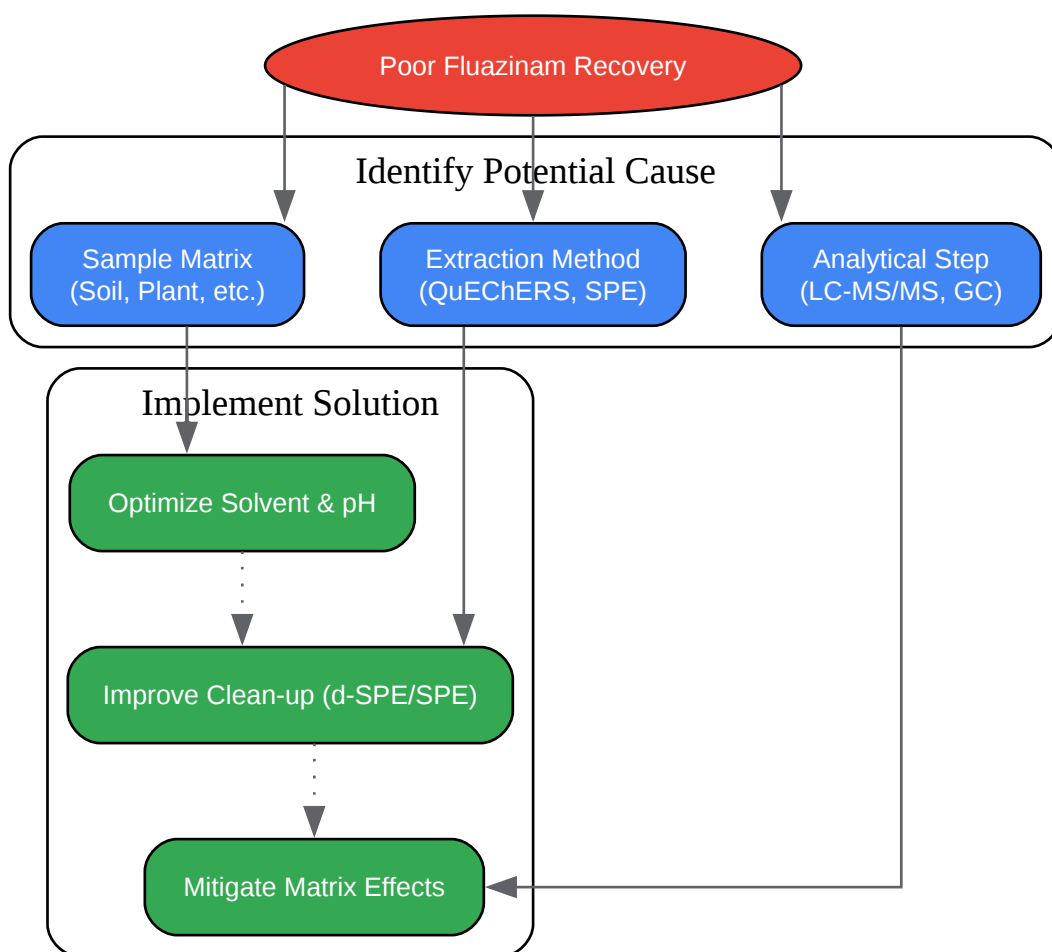 Poor Fluazinam Recovery
Identify Potential Cause
Sample Matrix
(Soil, Plant, etc.)
Extraction Method
(QuEChERS, SPE)
Analytical Step
(LC-MS/MS, GC)
Implement Solution
Optimize Solvent & pH
Improve Clean-up (d-SPE/SPE)
Mitigate Matrix Effects